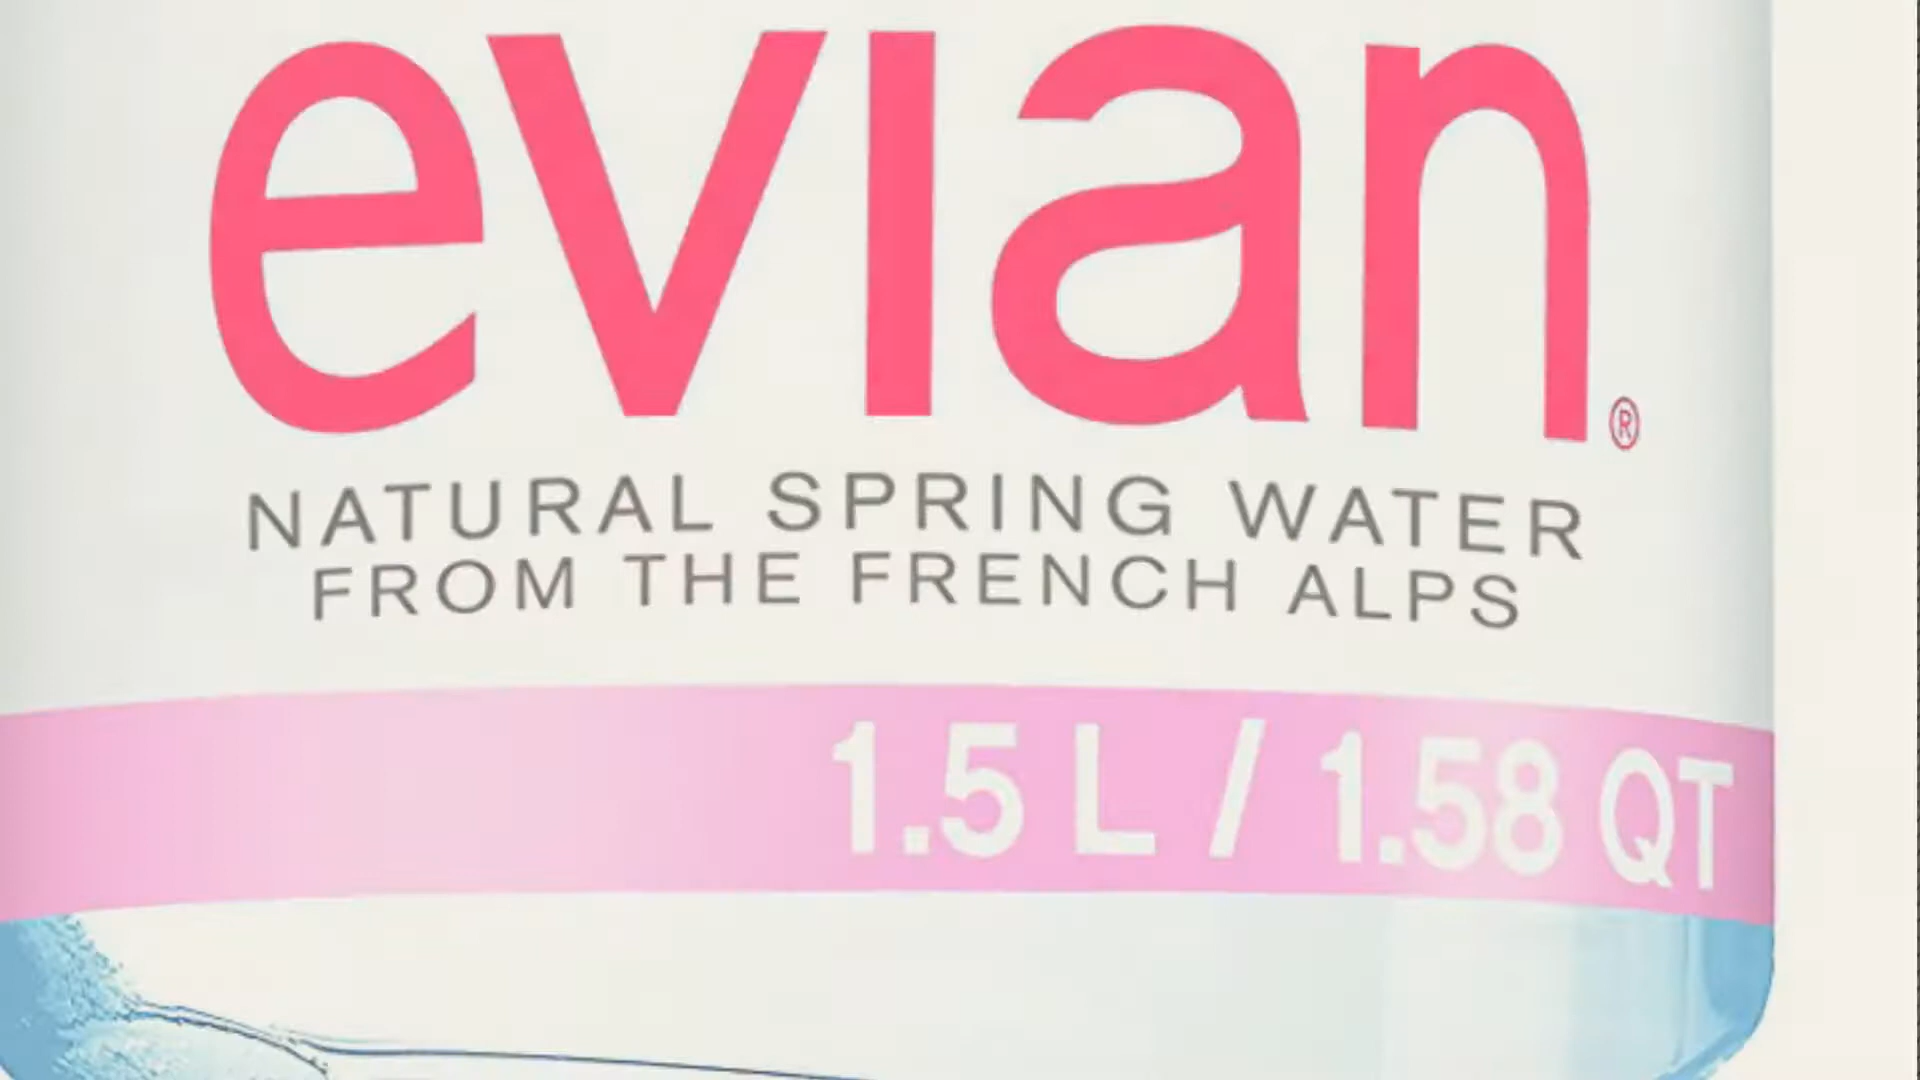 evian®
NATURAL SPRING WATER
FROM THE FRENCH ALPS
1.5 L / 1.58 QT